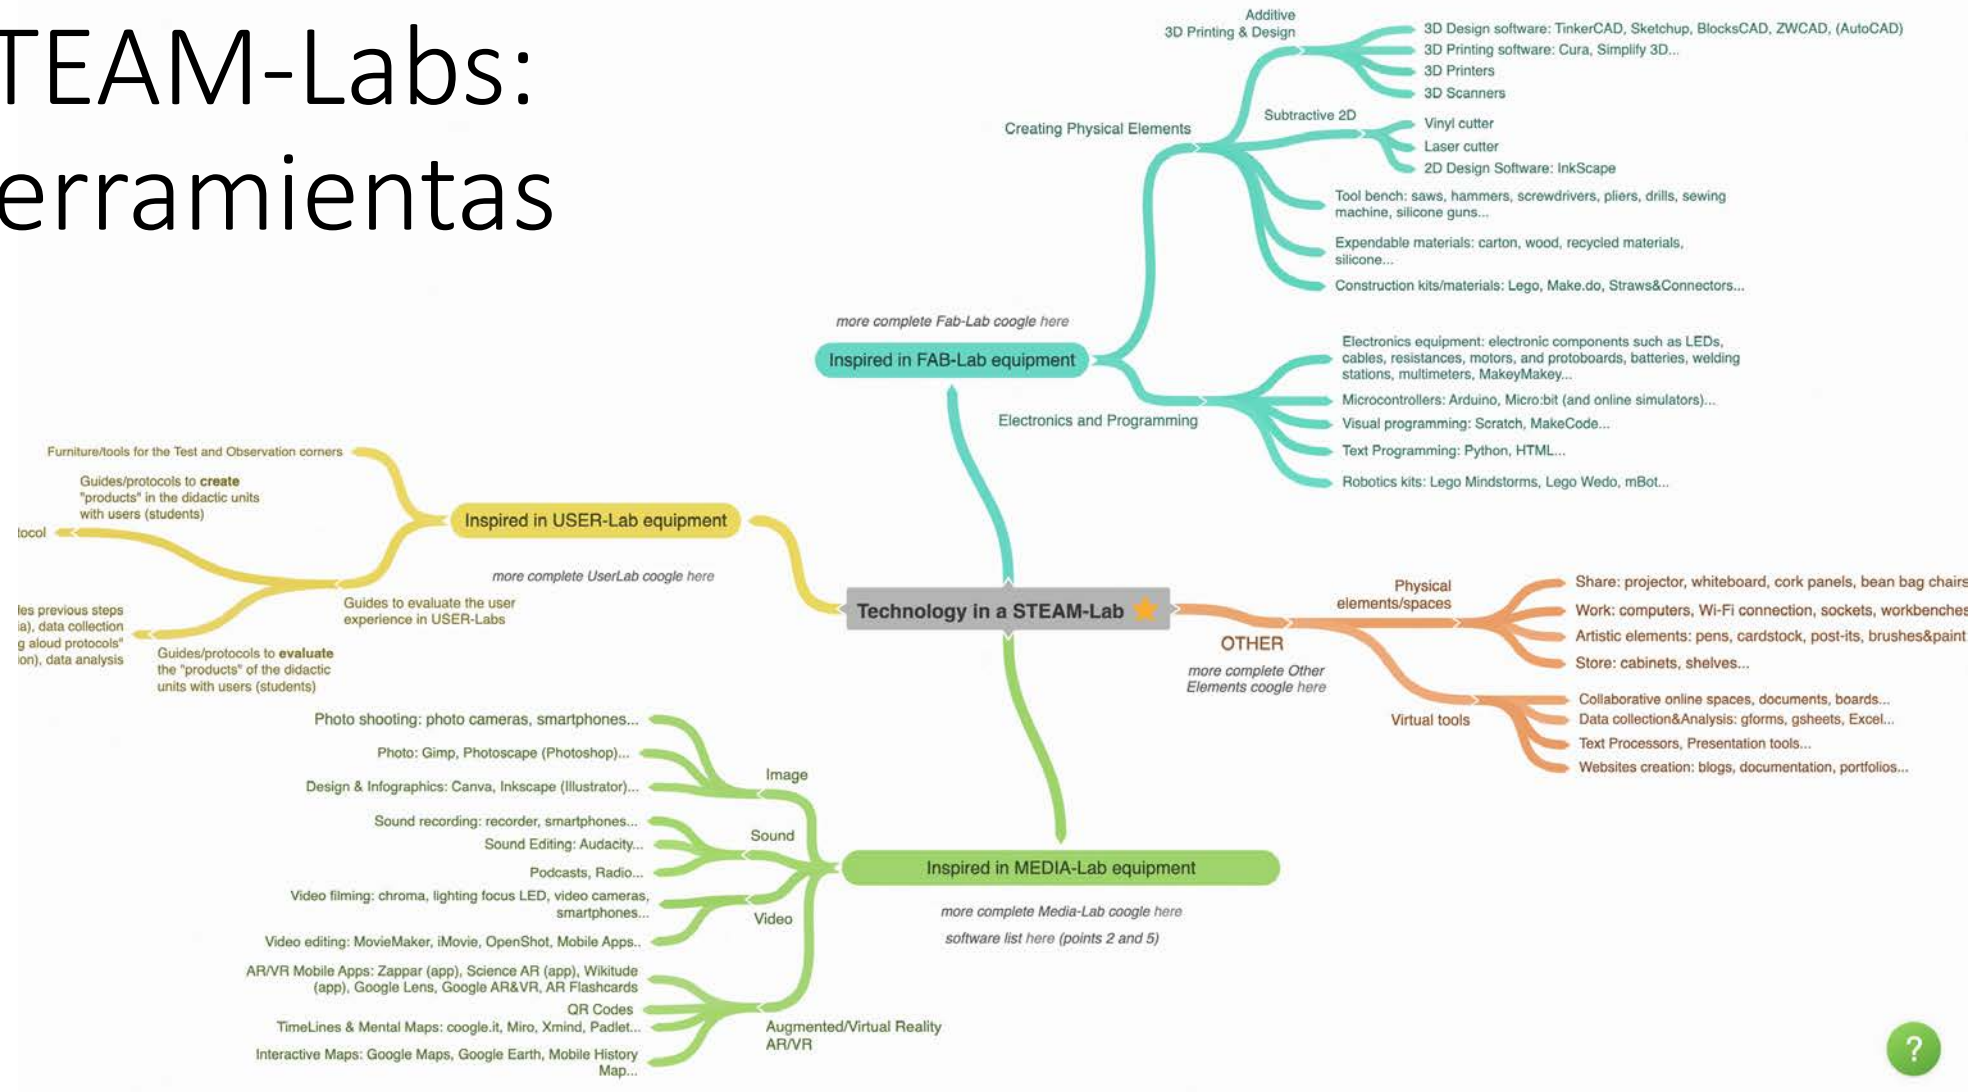 TEAM-Labs:
erramientas
Additive
3D Printing & Design
3D Design software: TinkerCAD, Sketchup, BlocksCAD, ZWCAD, (AutoCAD)
3D Printing software: Cura, Simplify 3D...
3D Printers
3D Scanners
Creating Physical Elements
Subtractive 2D
Vinyl cutter
Laser cutter
2D Design Software: InkScape
Tool bench: saws, hammers, screwdrivers, pliers, drills, sewing
machine, silicone guns...
Expendable materials: carton, wood, recycled materials,
silicone...
Construction kits/materials: Lego, Make.do, Straws&Connectors...
more complete Fab-Lab coogle here
Inspired in FAB-Lab equipment
Electronics and Programming
Electronics equipment: electronic components such as LEDs,
cables, resistances, motors, and protoboards, batteries, welding
stations, multimeters, MakeyMakey...
Microcontrollers: Arduino, Micro:bit (and online simulators)...
Visual programming: Scratch, MakeCode...
Text Programming: Python, HTML...
Robotics kits: Lego Mindstorms, Lego Wedo, mBot...
Furniture/tools for the Test and Observation corners
Guides/protocols to create
"products" in the didactic units
with users (students)
ocol
Inspired in USER-Lab equipment
more complete UserLab coogle here
Guides to evaluate the user
experience in USER-Labs
les previous steps
ia), data collection
g aloud protocols"
ion), data analysis
Guides/protocols to evaluate
the "products" of the didactic
units with users (students)
Technology in a STEAM-Lab
OTHER
more complete Other
Elements coogle here
Physical
elements/spaces
Share: projector, whiteboard, cork panels, bean bag chairs
Work: computers, Wi-Fi connection, sockets, workbenches
Artistic elements: pens, cardstock, post-its, brushes&paint
Store: cabinets, shelves...
Virtual tools
Collaborative online spaces, documents, boards...
Data collection&Analysis: gforms, gsheets, Excel...
Text Processors, Presentation tools...
Websites creation: blogs, documentation, portfolios...
Photo shooting: photo cameras, smartphones...
Photo: Gimp, Photoscape (Photoshop)...
Design & Infographics: Canva, Inkscape (Illustrator)...
Image
Sound recording: recorder, smartphones...
Sound Editing: Audacity...
Podcasts, Radio...
Sound
Video filming: chroma, lighting focus LED, video cameras,
smartphones...
Video editing: MovieMaker, iMovie, OpenShot, Mobile Apps..
Video
Inspired in MEDIA-Lab equipment
more complete Media-Lab coogle here
software list here (points 2 and 5)
AR/VR Mobile Apps: Zappar (app), Science AR (app), Wikitude
(app), Google Lens, Google AR&VR, AR Flashcards
QR Codes
TimeLines & Mental Maps: coogle.it, Miro, Xmind, Padlet...
Interactive Maps: Google Maps, Google Earth, Mobile History
Map...
Augmented/Virtual Reality
AR/VR
?